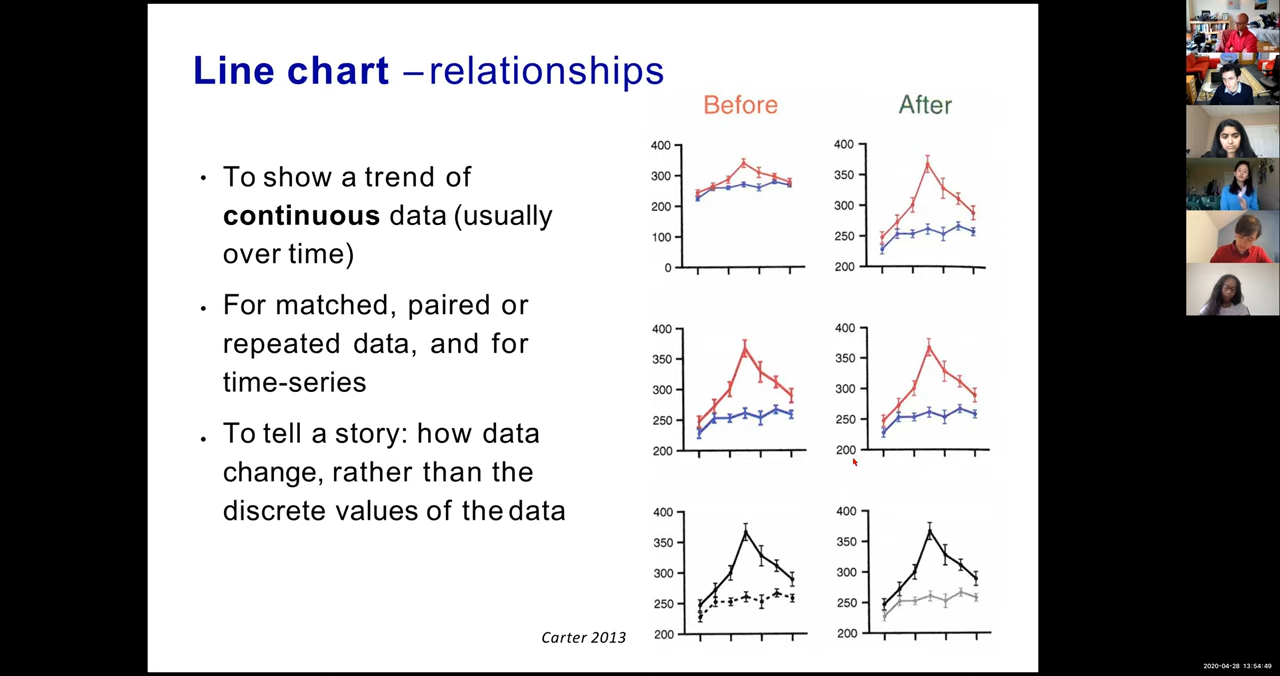 Line chart – relationships
• To show a trend of
continuous data (usually
over time)
• For matched, paired or
repeated data, and for
time-series
• To tell a story: how data
change, rather than the
discrete values of the data
Carter 2013
Before
After
400
300
200
100
0
400
350
300
250
200
400
350
300
250
200
400
350
300
250
200
400
350
300
250
200
400
350
300
250
200
2020-04-28 13:54:49